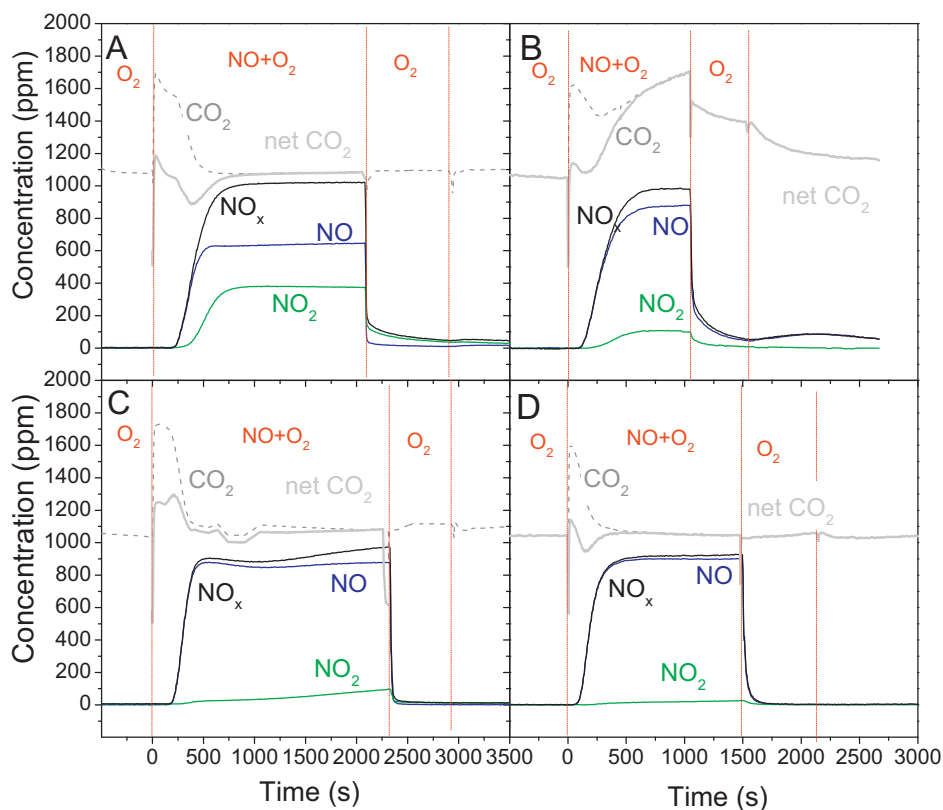 Concentration (ppm)
2000
1800
1600
1400
1200
1000
800
600
400
200
0
A
O₂
NO+O₂
O₂
CO₂
net CO₂
NOₓ
NO
NO₂
B
O₂
NO+O₂
O₂
CO₂
net CO₂
NOₓ
NO
NO₂
Concentration (ppm)
2000
1800
1600
1400
1200
1000
800
600
400
200
0
C
O₂
NO+O₂
O₂
CO₂
net CO₂
NOₓ
NO
NO₂
0 500 1000 1500 2000 2500 3000 3500
Time (s)
D
O₂
NO+O₂
O₂
CO₂
net CO₂
NOₓ
NO
NO₂
0 500 1000 1500 2000 2500 3000
Time (s)